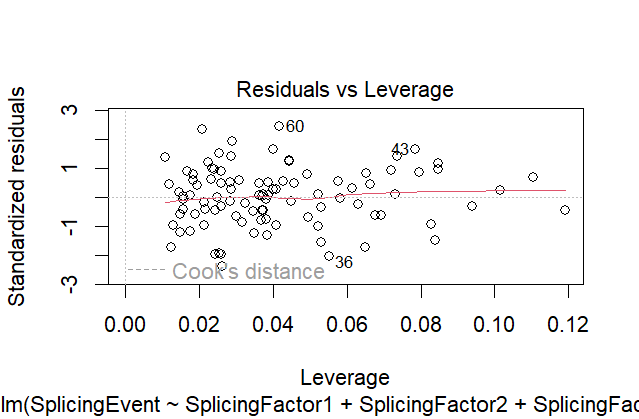 Residuals vs Leverage
Standardized residuals
3
1
-1
-3
60
43
36
Cook's distance
0.00 0.02 0.04 0.06 0.08 0.10 0.12
Leverage
lm(SplicingEvent ~ SplicingFactor1 + SplicingFactor2 + SplicingFac